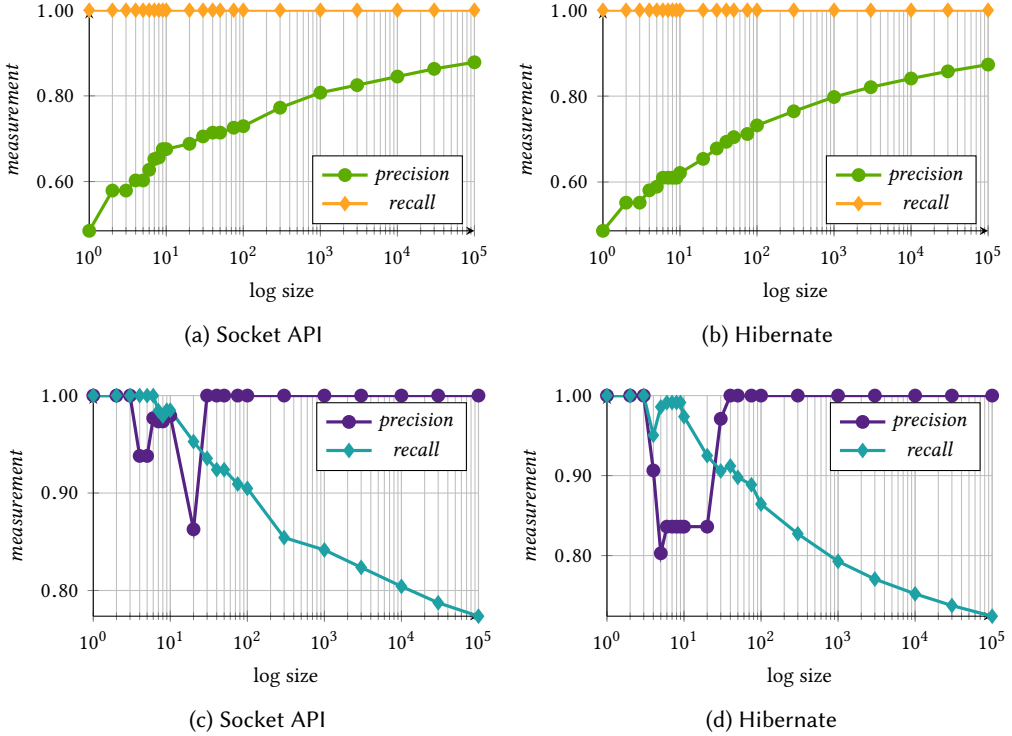 1.00
0.80
0.60
measurement
precision
recall
10^0
10^1
10^2
10^3
10^4
10^5
log size
(a) Socket API
1.00
0.80
0.60
measurement
precision
recall
10^0
10^1
10^2
10^3
10^4
10^5
log size
(b) Hibernate
1.00
0.90
0.80
measurement
precision
recall
10^0
10^1
10^2
10^3
10^4
10^5
log size
(c) Socket API
1.00
0.90
0.80
measurement
precision
recall
10^0
10^1
10^2
10^3
10^4
10^5
log size
(d) Hibernate